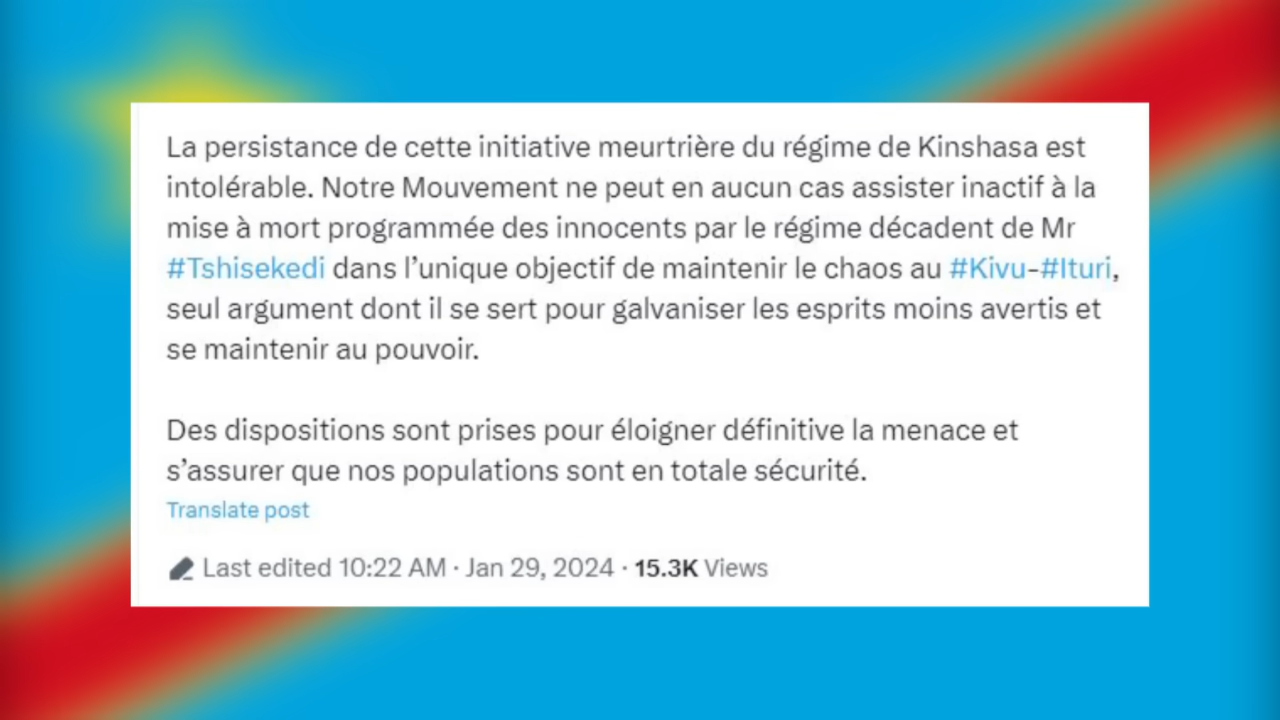 La persistance de cette initiative meurtrière du régime de Kinshasa est
intolérable. Notre Mouvement ne peut en aucun cas assister inactif à la
mise à mort programmée des innocents par le régime décadent de Mr
#Tshisekedi dans l’unique objectif de maintenir le chaos au #Kivu-#Ituri,
seul argument dont il se sert pour galvaniser les esprits moins avertis et
se maintenir au pouvoir.
Des dispositions sont prises pour éloigner définitive la menace et
s’assurer que nos populations sont en totale sécurité.
Translate post
Last edited 10:22 AM · Jan 29, 2024 · 15.3K Views